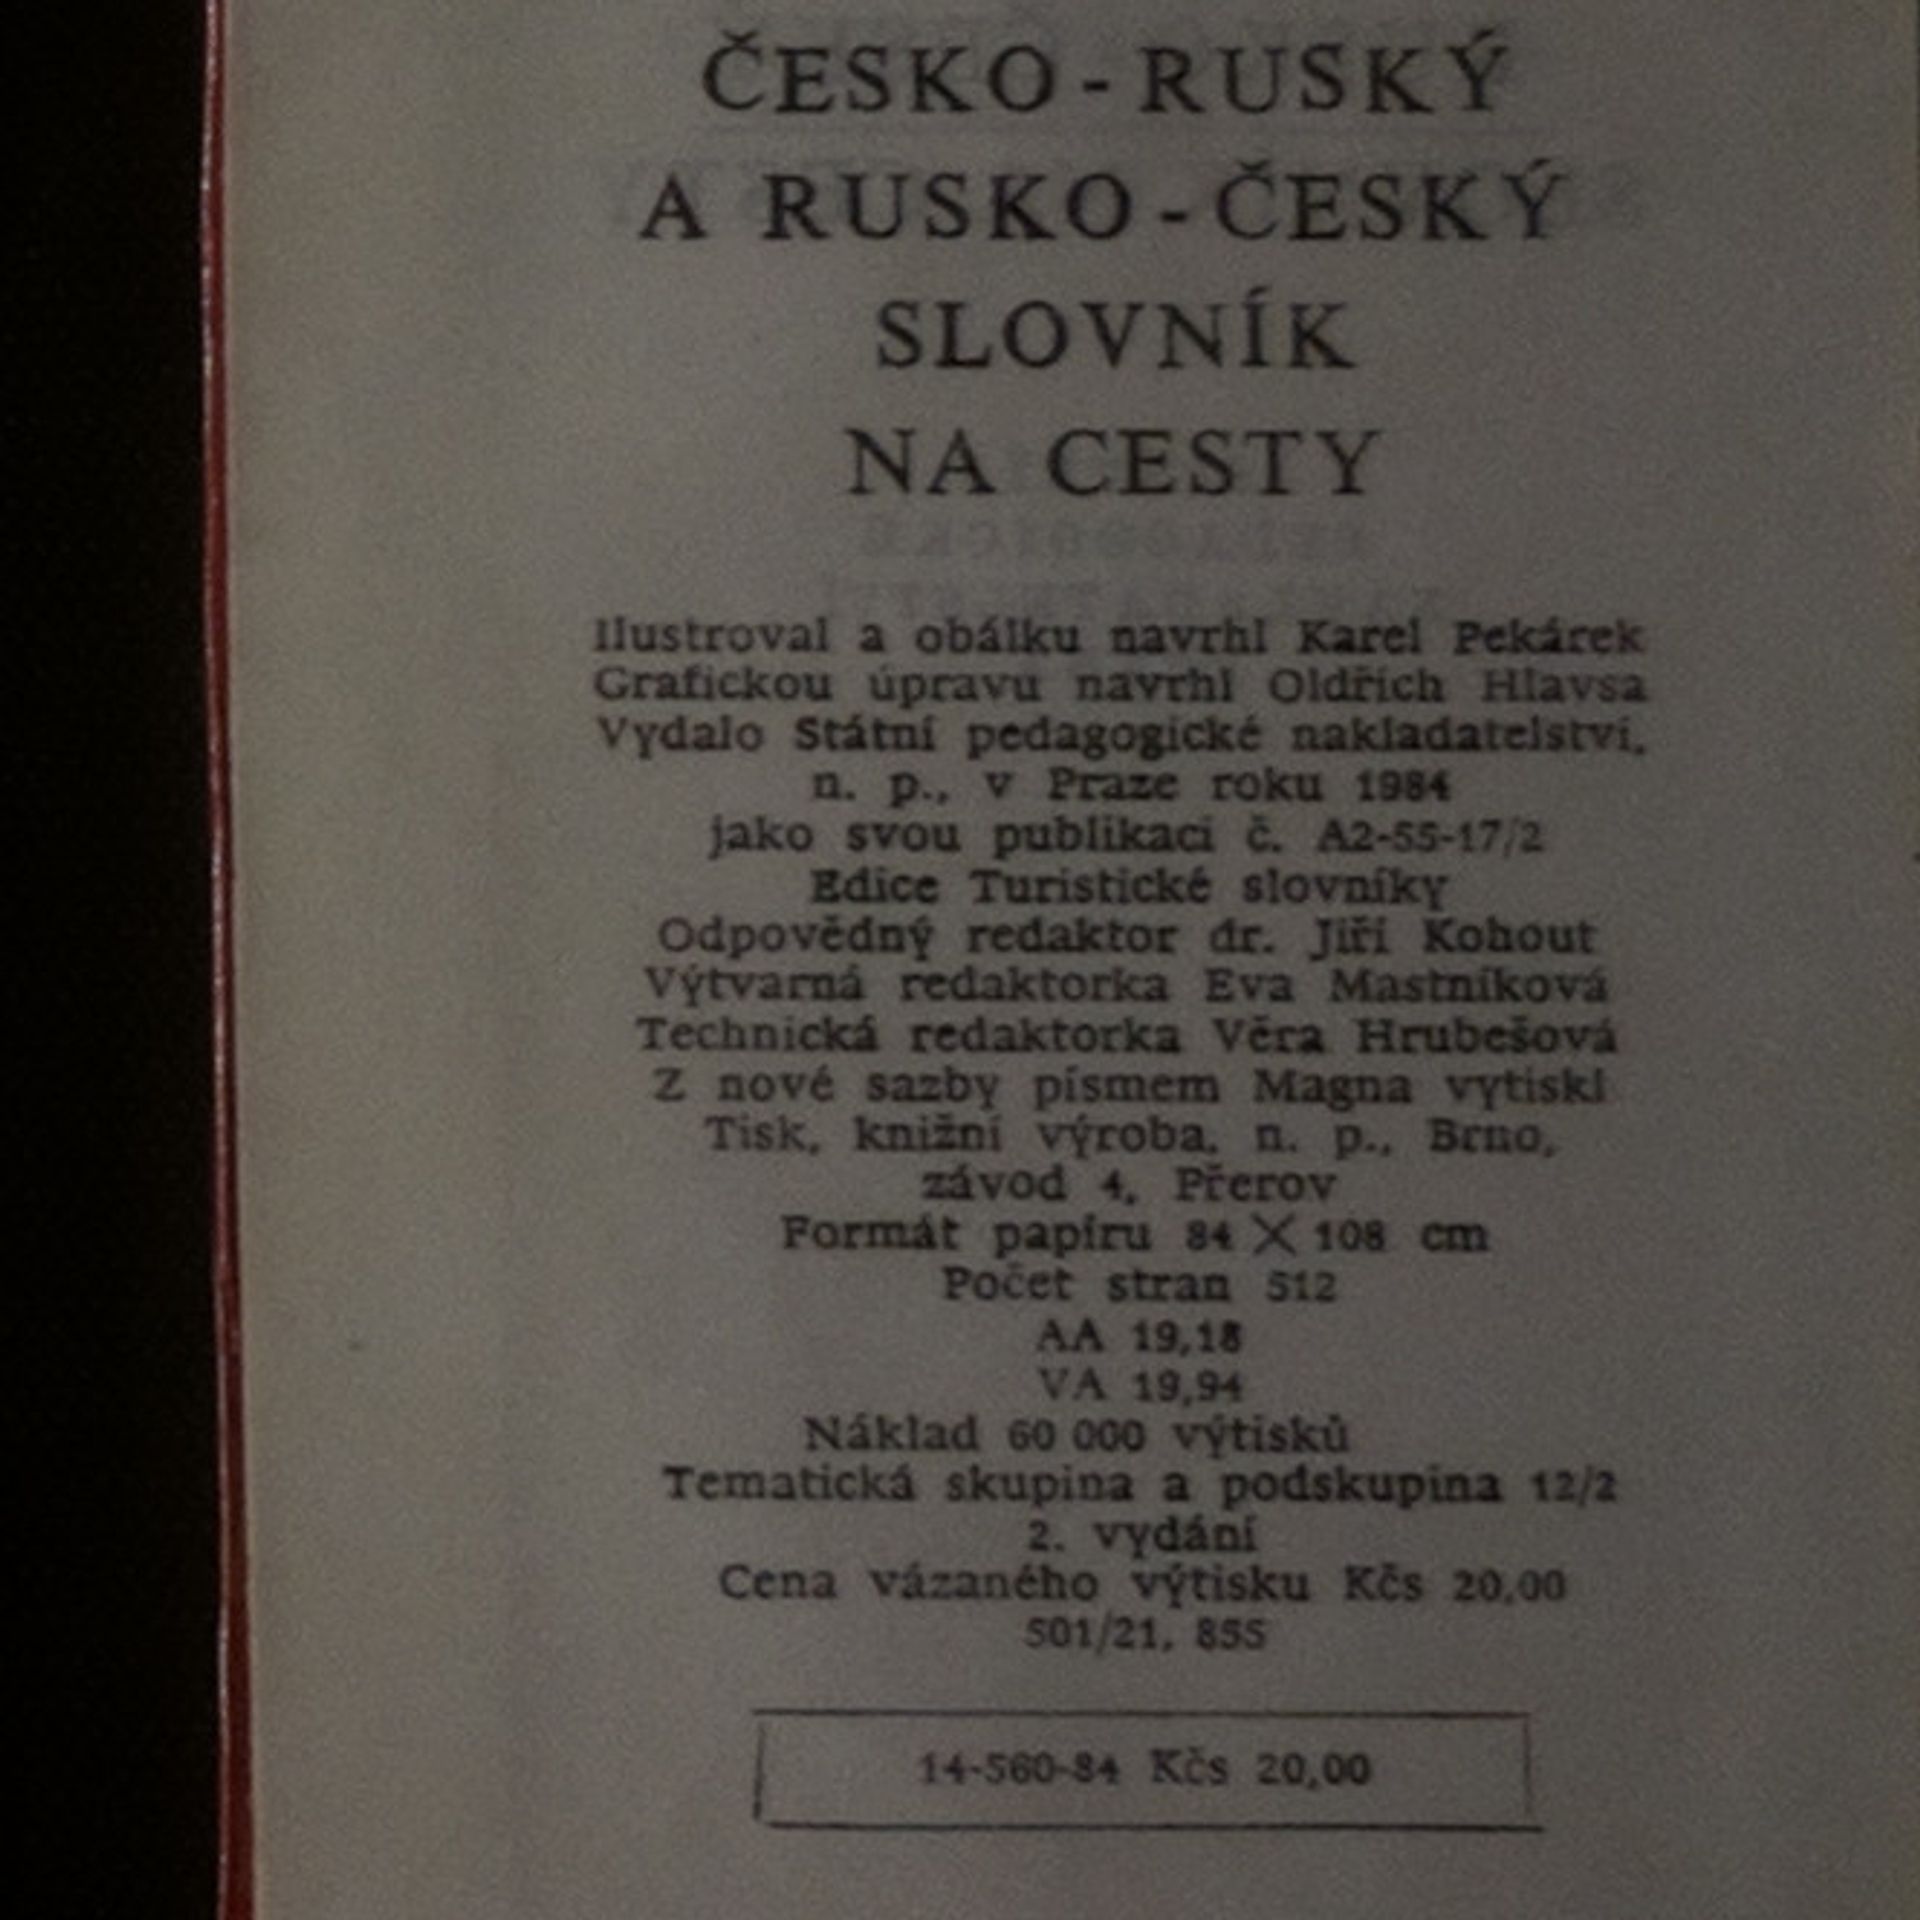 ČESKO-RUSKÝ
A RUSKO-ČESKÝ
SLOVNÍK
NA CESTY
Ilustroval a obálku navrhl Karel Pekárek
Grafickou úpravu navrhl Oldřich Hlavsa
Vydalo Státní pedagogické nakladatelství,
n. p., v Praze roku 1984
jako svou publikaci č. A2-55-17/2
Edice Turistické slovníky
Odpovědný redaktor dr. Jiří Kohout
Výtvarná redaktorka Eva Mastníková
Technická redaktorka Věra Hrubešová
Z nové sazby písmem Magna vytiskl
Tisk, knižní výroba, n. p., Brno,
závod 4, Přerov
Formát papíru 84 X 108 cm
Počet stran 512
AA 19,18
VA 19,94
Náklad 60 000 výtisků
Tematická skupina a podskupina 12/2
2. vydání
Cena vázaného výtisku Kčs 20,00
501/21, 855
14-560-84 Kčs 20,00